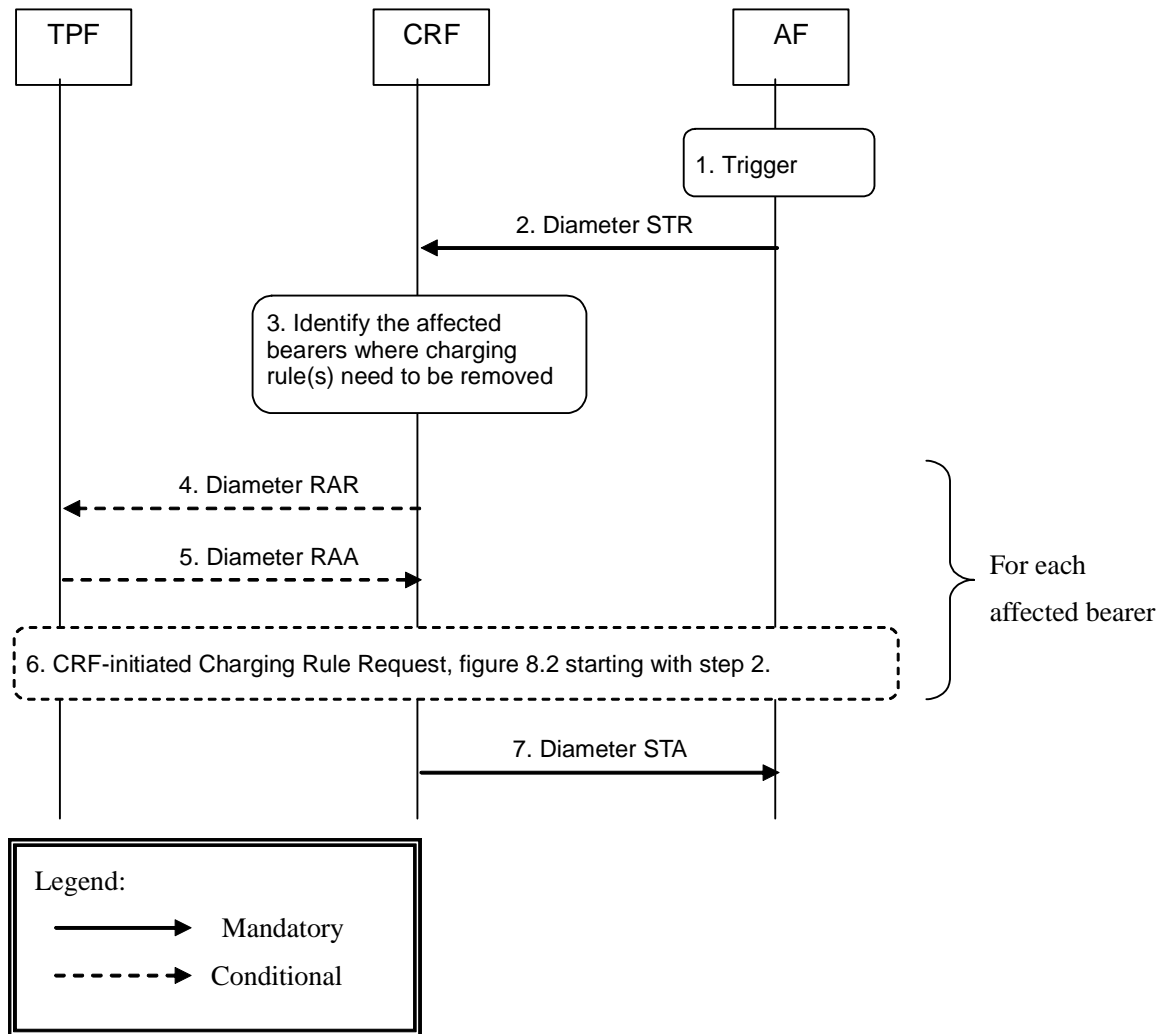 TPF
CRF
AF
1. Trigger
2. Diameter STR
3. Identify the affected
bearers where charging
rule(s) need to be removed
4. Diameter RAR
5. Diameter RAA
For each
affected bearer
6. CRF-initiated Charging Rule Request, figure 8.2 starting with step 2.
7. Diameter STA
Legend:
Mandatory
Conditional